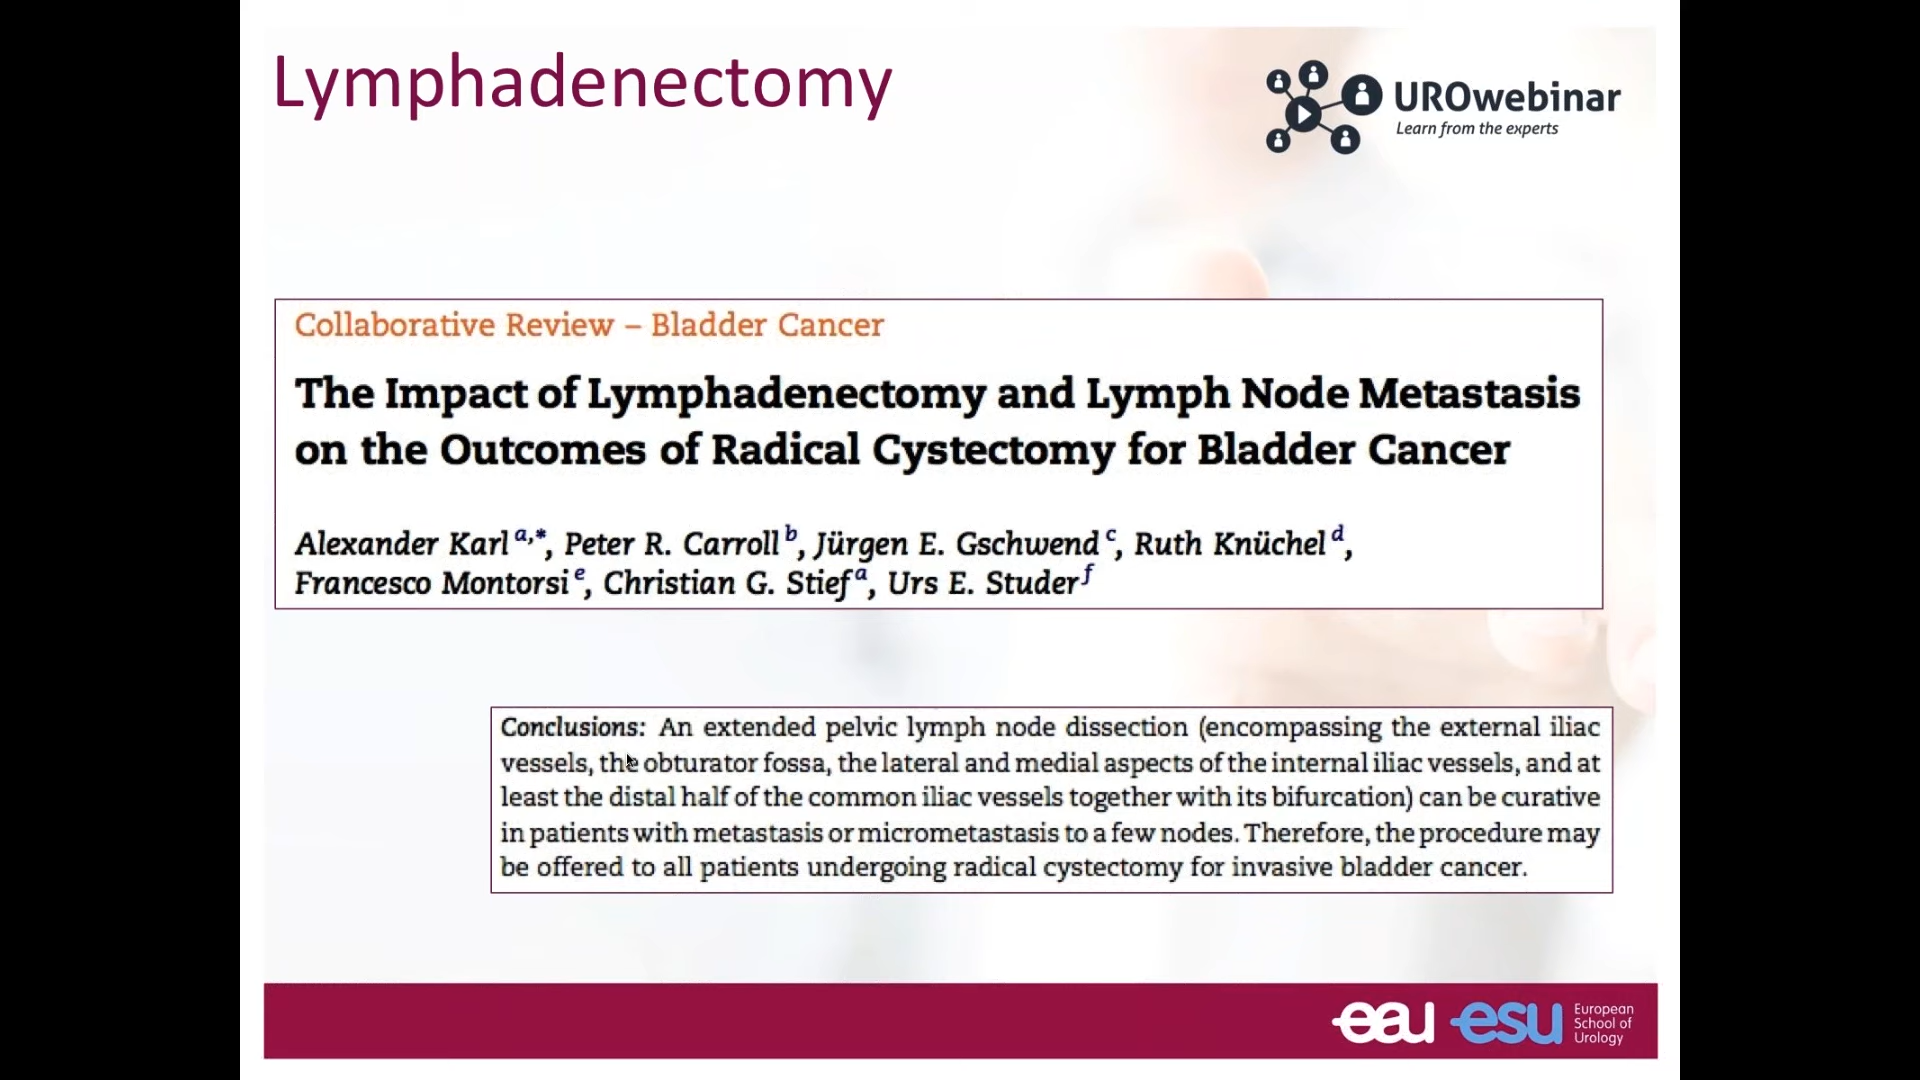 Lymphadenectomy
UROwebinar
Learn from the experts
Collaborative Review – Bladder Cancer
The Impact of Lymphadenectomy and Lymph Node Metastasis
on the Outcomes of Radical Cystectomy for Bladder Cancer
Alexander Karl a,*, Peter R. Carroll b, Jürgen E. Gschwend c, Ruth Knüchel d,
Francesco Montorsi e, Christian G. Stief a, Urs E. Studer f
Conclusions: An extended pelvic lymph node dissection (encompassing the external iliac
vessels, the obturator fossa, the lateral and medial aspects of the internal iliac vessels, and at
least the distal half of the common iliac vessels together with its bifurcation) can be curative
in patients with metastasis or micrometastasis to a few nodes. Therefore, the procedure may
be offered to all patients undergoing radical cystectomy for invasive bladder cancer.
eau esu
European
School of
Urology